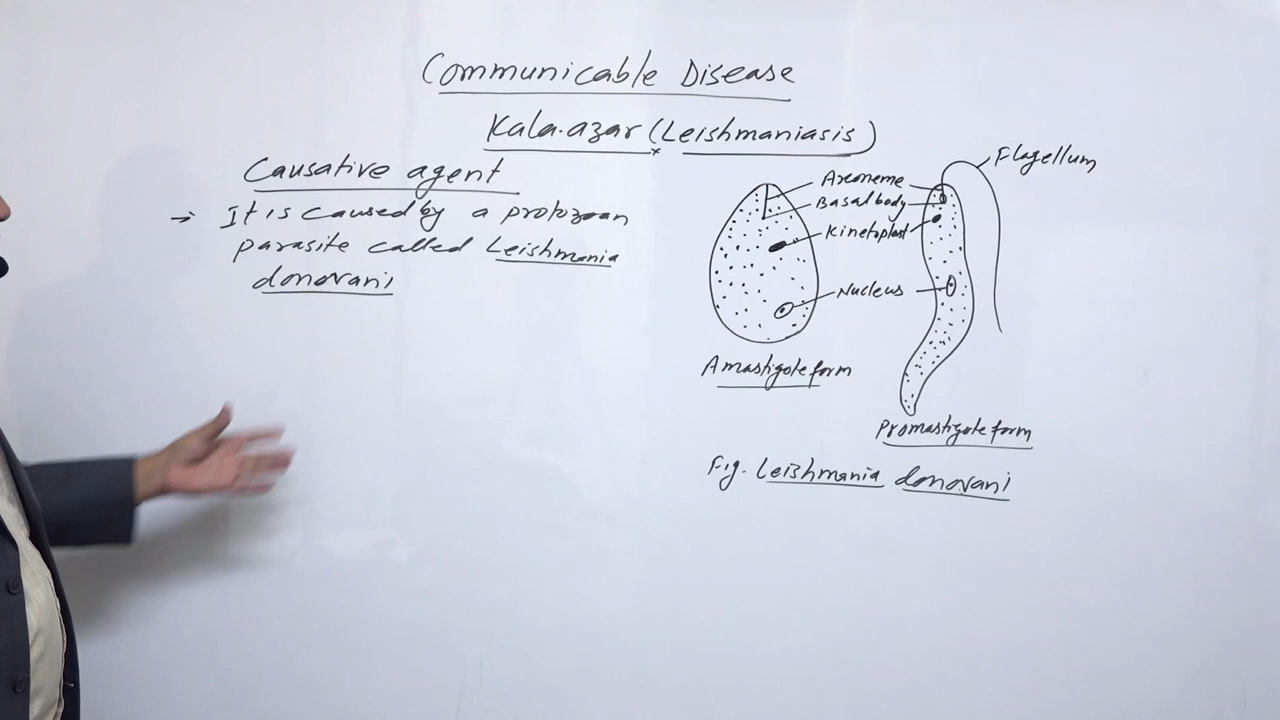 Communicable Disease
Kala-azar (Leishmaniasis)
Causative agent
→ It is caused by a protozoan
parasite called Leishmania
donovani
Flagellum
Axoneme
Basal body
Kinetoplast
Nucleus
Amastigote form
Promastigote form
Fig. Leishmania donovani